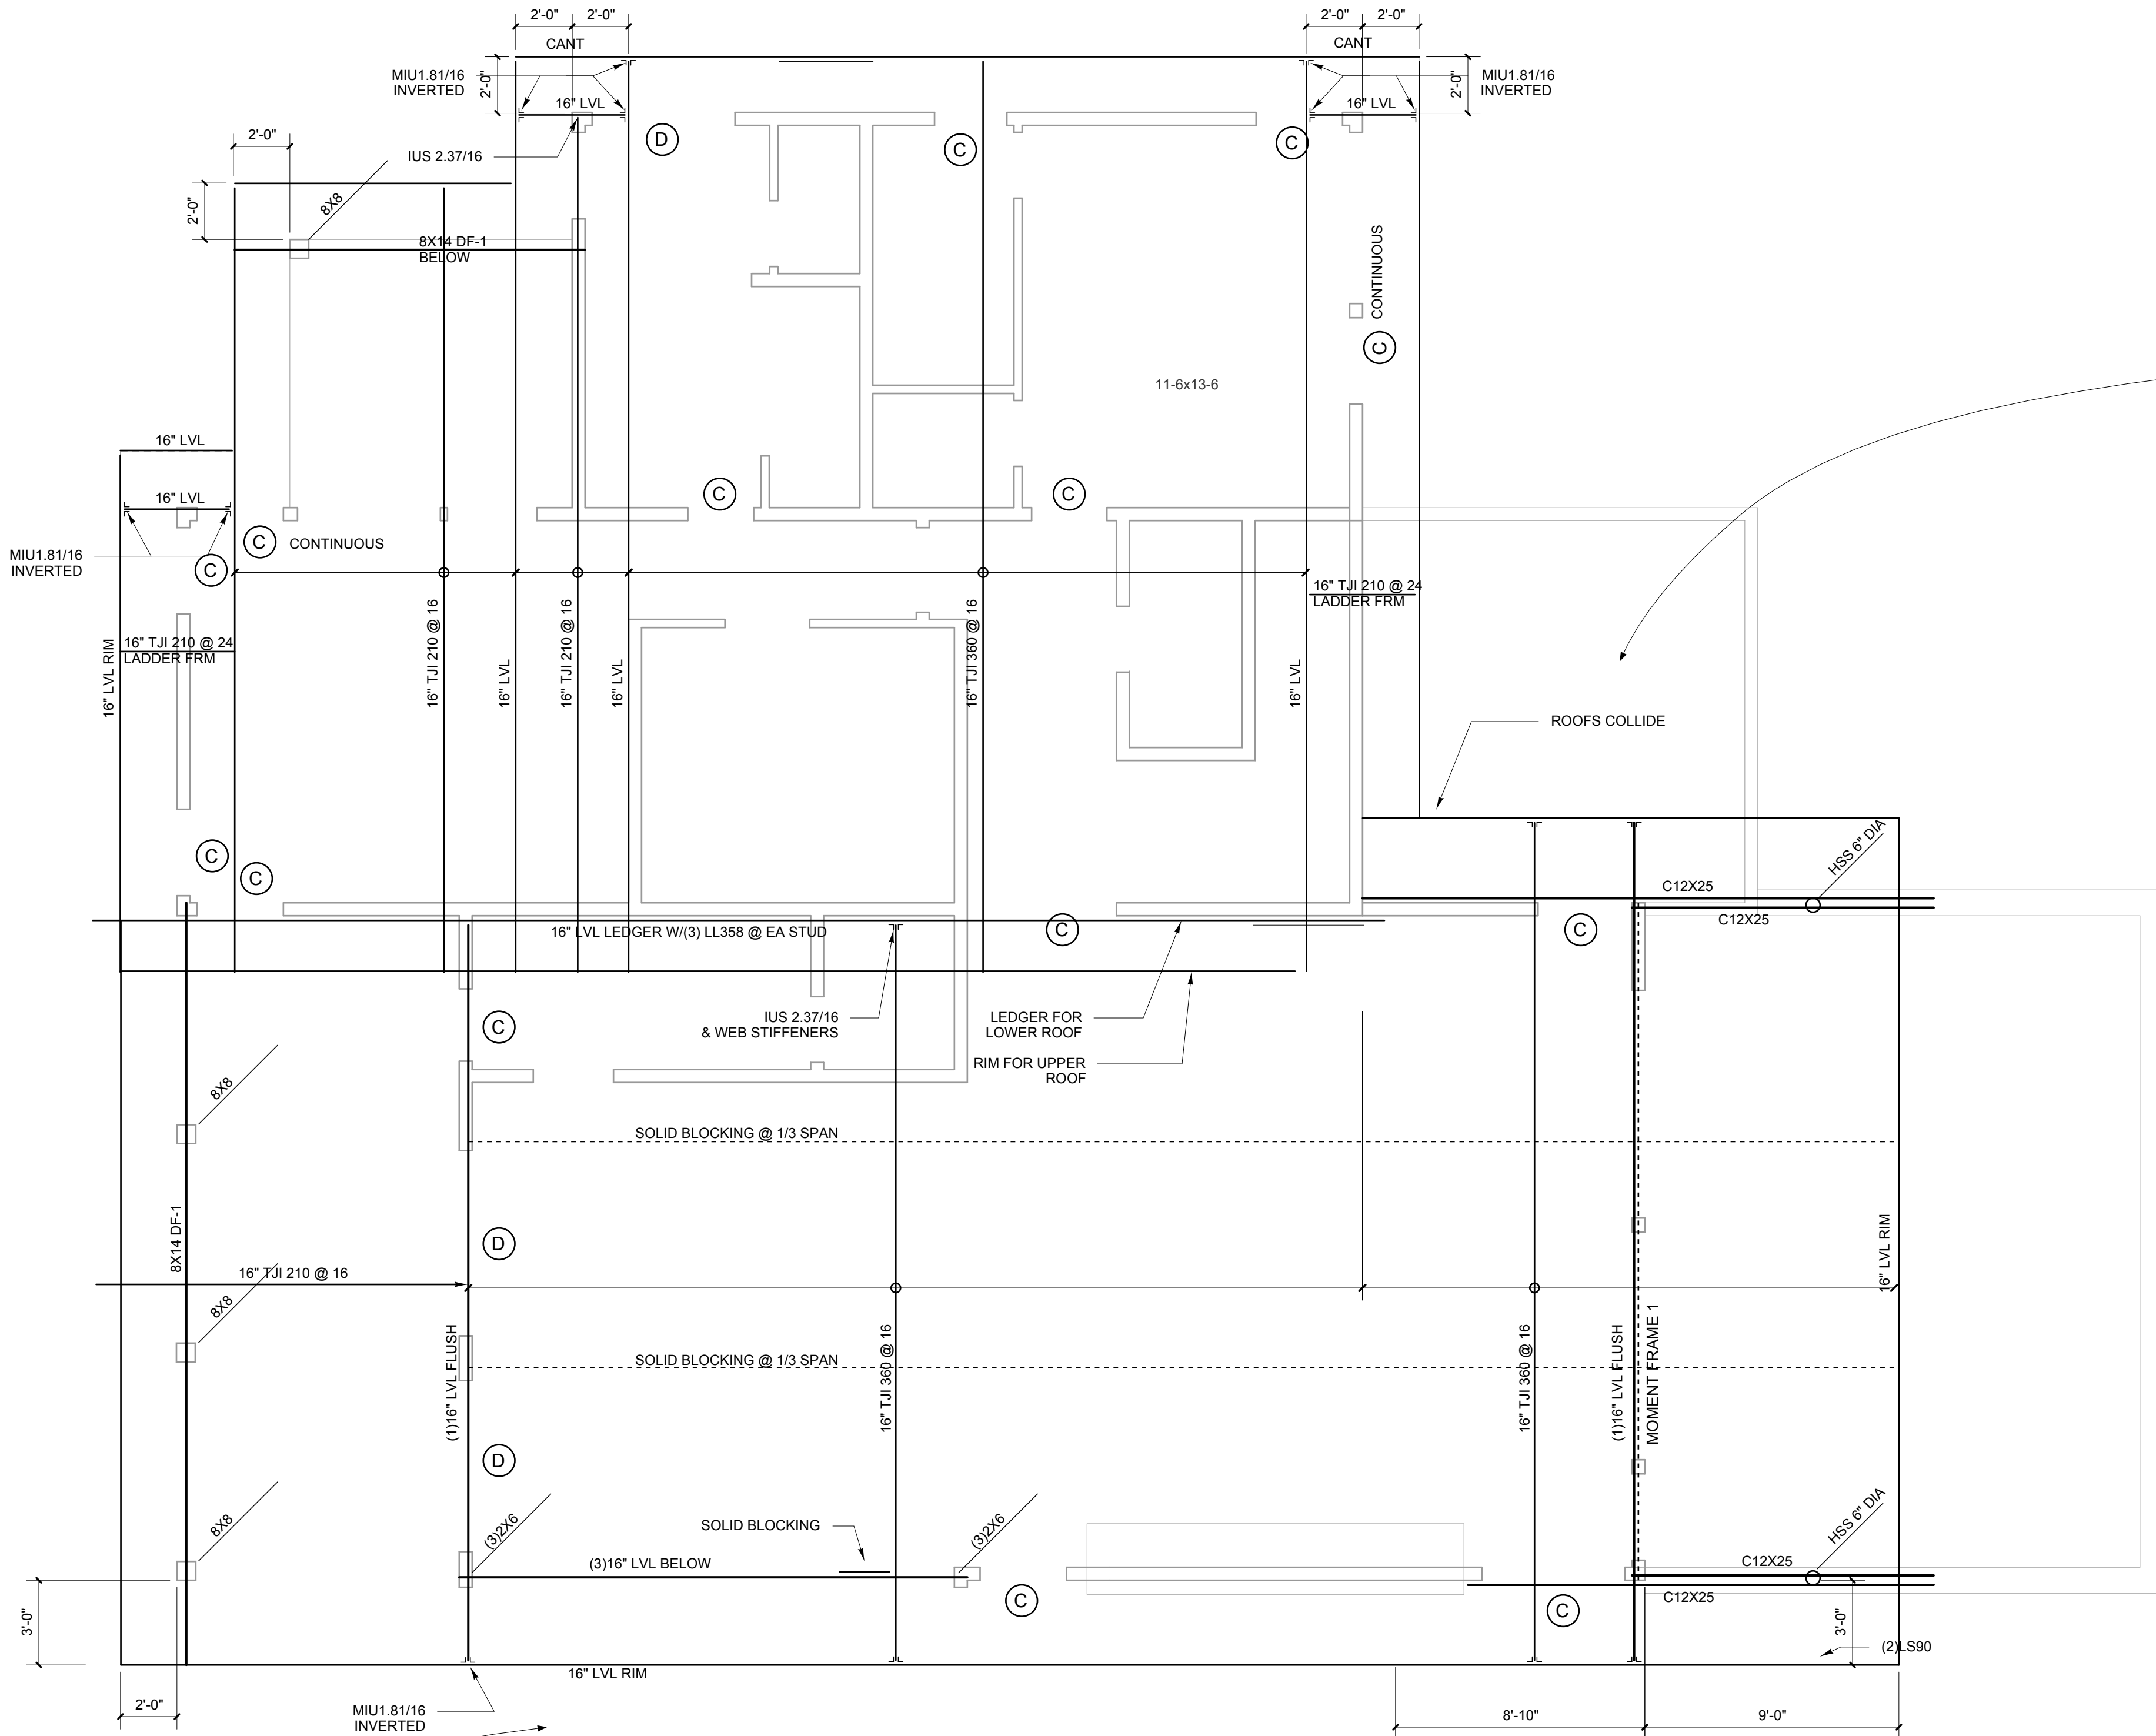 2'-0" 2'-0"
2'-0" 2'-0"
CANT
CANT
MIU1.81/16
INVERTED
2'-0"
2'-0"
MIU1.81/16
INVERTED
16" LVL
16" LVL
2'-0"
D
C
C
IUS 2.37/16
8X8
2'-0"
8X14 DF-1
BELOW
CONTINUOUS
C
11-6x13-6
16" LVL
16" LVL
C
C
C
CONTINUOUS
MIU1.81/16
INVERTED
C
16" TJI 210 @ 24
LADDER FRM
16" TJI 210 @ 24
LADDER FRM
16" LVL RIM
16" TJI 210 @ 16
16" LVL
16" TJI 210 @ 16
16" LVL
16" TJI 360 @ 16
16" LVL
ROOFS COLLIDE
C
C
HSS 6" DIA
C12X25
C12X25
16" LVL LEDGER W/(3) LL358 @ EA STUD
C
C
C
IUS 2.37/16
& WEB STIFFENERS
LEDGER FOR
LOWER ROOF
RIM FOR UPPER
ROOF
8X8
SOLID BLOCKING @ 1/3 SPAN
8X14 DF-1
D
16" LVL RIM
16" TJI 210 @ 16
8X8
(1)16" LVL FLUSH
SOLID BLOCKING @ 1/3 SPAN
16" TJI 360 @ 16
16" TJI 360 @ 16
(1)16" LVL FLUSH
MOMENT FRAME 1
D
8X8
(3)2X6
SOLID BLOCKING
(3)2X6
HSS 6" DIA
(3)16" LVL BELOW
C12X25
C12X25
C
C
3'-0"
3'-0"
(2)LS90
16" LVL RIM
2'-0"
MIU1.81/16
INVERTED
8'-10"
9'-0"